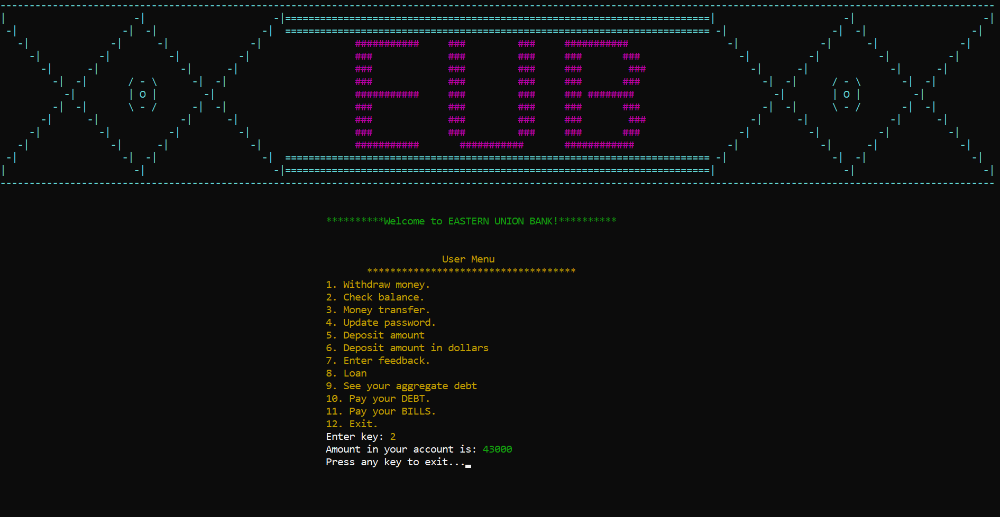 EUB
**********Welcome to EASTERN UNION BANK!**********
User Menu
************************************
1. Withdraw money.
2. Check balance.
3. Money transfer.
4. Update password.
5. Deposit amount
6. Deposit amount in dollars
7. Enter feedback.
8. Loan
9. See your aggregate debt
10. Pay your DEBT.
11. Pay your BILLS.
12. Exit.
Enter key: 2
Amount in your account is: 43000
Press any key to exit...